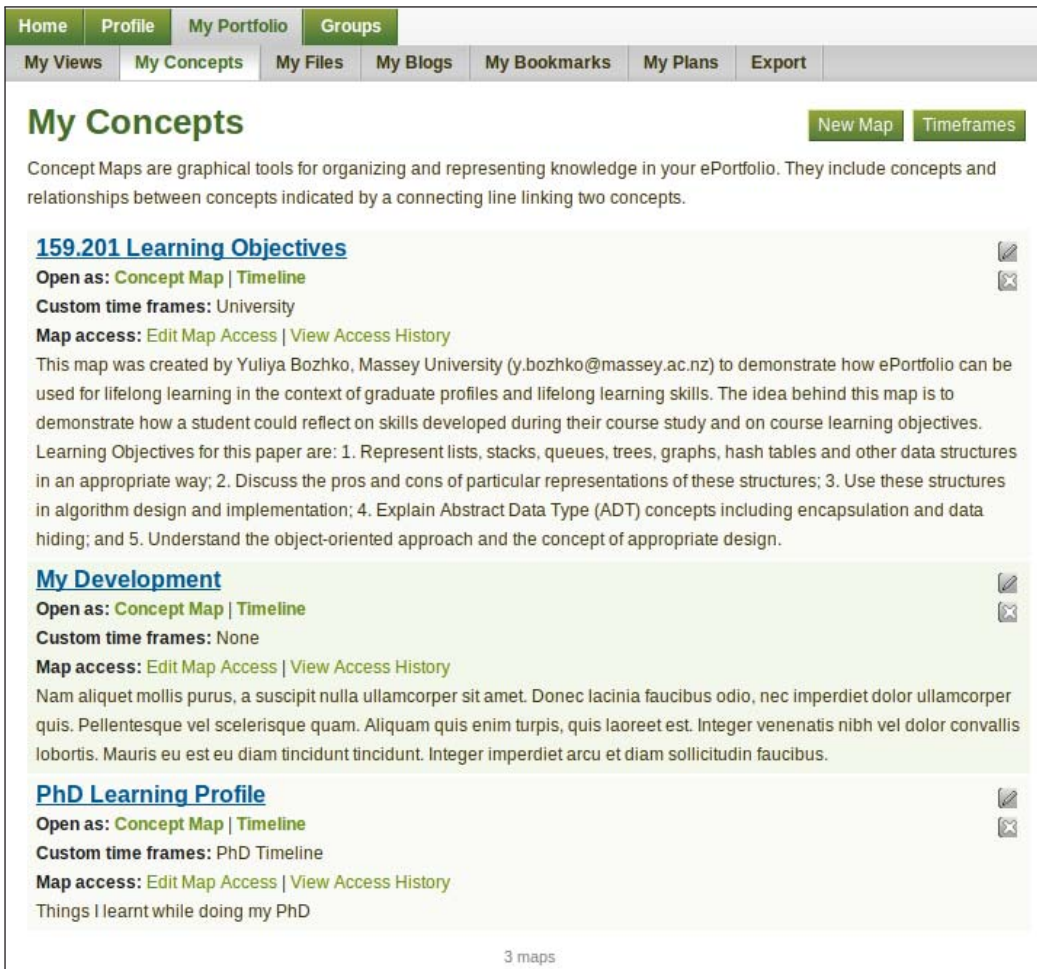 Home Profile My Portfolio Groups
My Views My Concepts My Files My Blogs My Bookmarks My Plans Export
My Concepts New Map Timeframes
Concept Maps are graphical tools for organizing and representing knowledge in your ePortfolio. They include concepts and
relationships between concepts indicated by a connecting line linking two concepts.
159.201 Learning Objectives
Open as: Concept Map | Timeline
Custom time frames: University
Map access: Edit Map Access | View Access History
This map was created by Yuliya Bozhko, Massey University (y.bozhko@massey.ac.nz) to demonstrate how ePortfolio can be
used for lifelong learning in the context of graduate profiles and lifelong learning skills. The idea behind this map is to
demonstrate how a student could reflect on skills developed during their course study and on course learning objectives.
Learning Objectives for this paper are: 1. Represent lists, stacks, queues, trees, graphs, hash tables and other data structures
in an appropriate way; 2. Discuss the pros and cons of particular representations of these structures; 3. Use these structures
in algorithm design and implementation; 4. Explain Abstract Data Type (ADT) concepts including encapsulation and data
hiding; and 5. Understand the object-oriented approach and the concept of appropriate design.
My Development
Open as: Concept Map | Timeline
Custom time frames: None
Map access: Edit Map Access | View Access History
Nam aliquet mollis purus, a suscipit nulla ullamcorper sit amet. Donec lacinia faucibus odio, nec imperdiet dolor ullamcorper
quis. Pellentesque vel scelerisque quam. Aliquam quis enim turpis, quis laoreet est. Integer venenatis nibh vel dolor convallis
lobortis. Mauris eu est eu diam tincidunt tincidunt. Integer imperdiet arcu et diam sollicitudin faucibus.
PhD Learning Profile
Open as: Concept Map | Timeline
Custom time frames: PhD Timeline
Map access: Edit Map Access | View Access History
Things I learnt while doing my PhD
3 maps